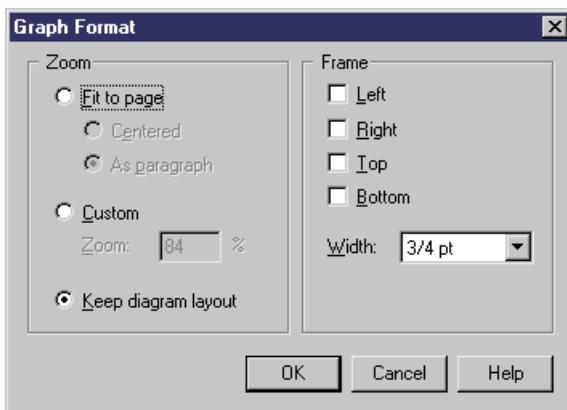 Graph Format
Zoom
Fit to page
Centered
As paragraph
Custom
Zoom: 84 %
Keep diagram layout
Frame
Left
Right
Top
Bottom
Width: 3/4 pt
OK Cancel Help